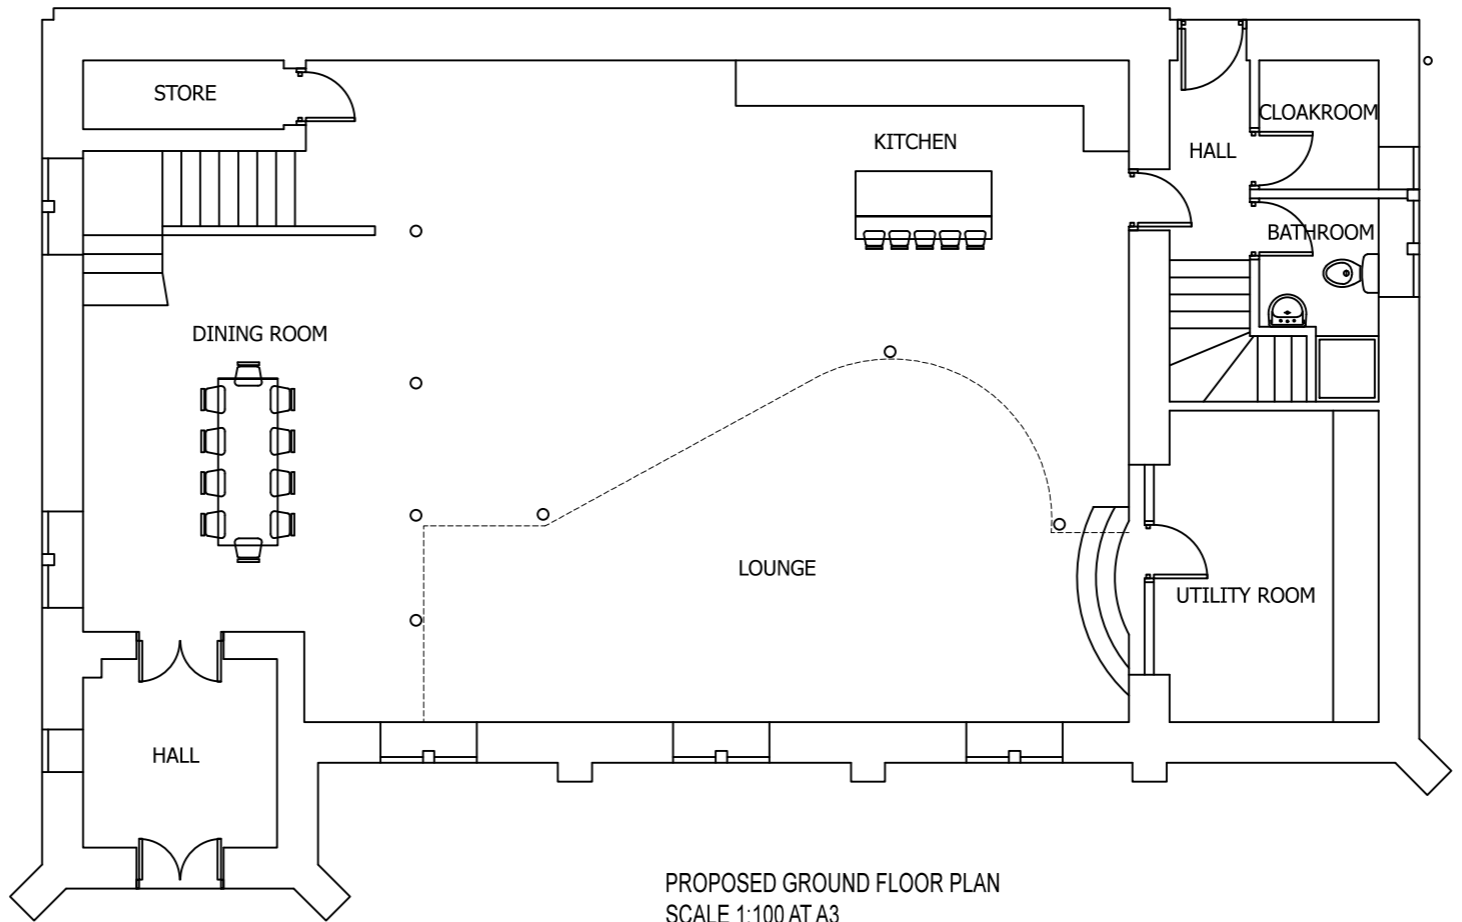 STORE
CLOAKROOM
KITCHEN
HALL
BATHROOM
DINING ROOM
LOUNGE
UTILITY ROOM
HALL
PROPOSED GROUND FLOOR PLAN
SCALE 1:100 AT A3